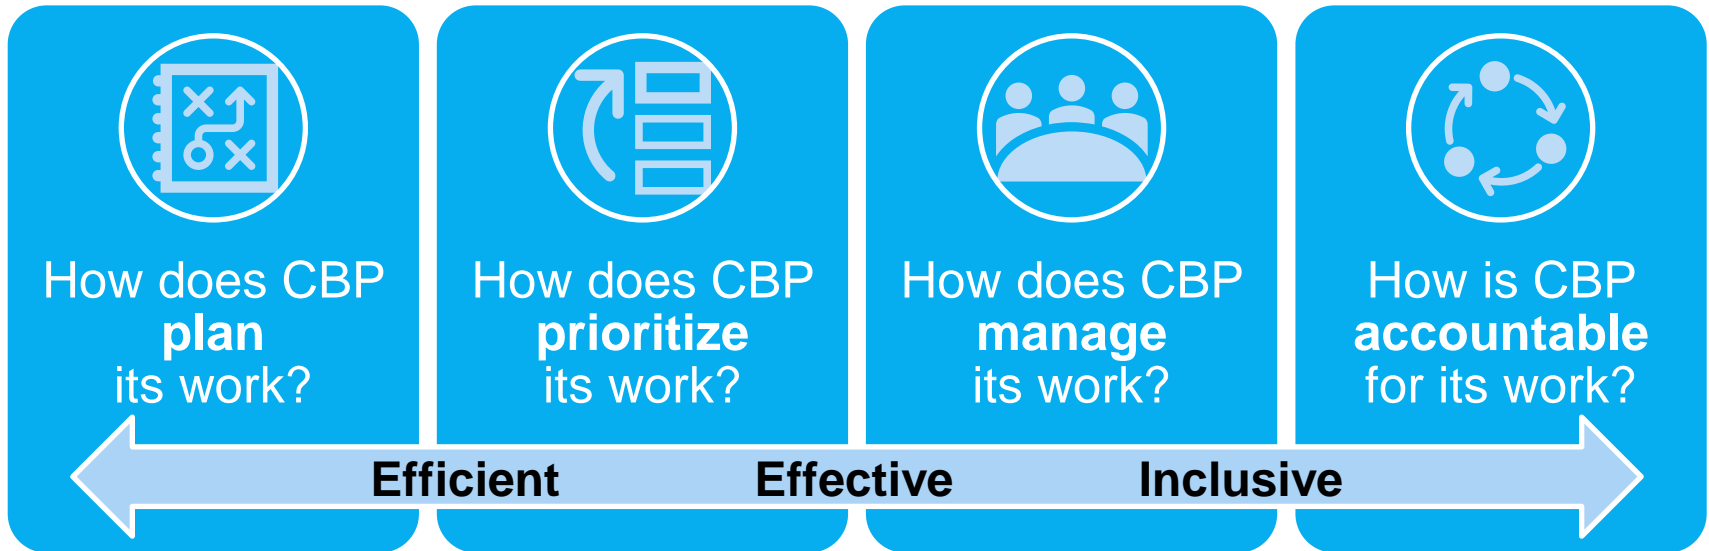 How does CBP
plan
its work?
How does CBP
prioritize
its work?
How does CBP
manage
its work?
How is CBP
accountable
for its work?
Efficient Effective Inclusive